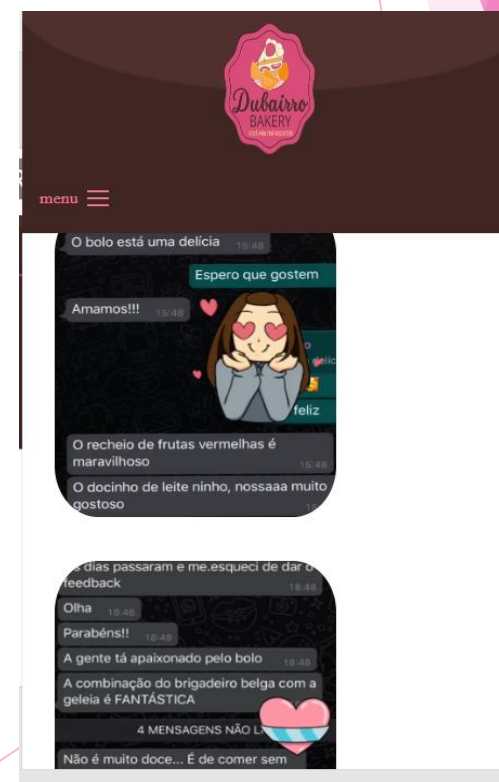 Dubairro
BAKERY
menu
O bolo está uma delícia 15:48
Espero que gostem
Amamos!!! 15:48
feliz
O recheio de frutas vermelhas é
maravilhoso 15:48
O docinho de leite ninho, nossaaa muito
gostoso
dias passaram e me.esqueci de dar o
feedback 18:48
Olha 18:48
Parabéns!! 18:48
A gente tá apaixonado pelo bolo 18:48
A combinação do brigadeiro belga com a
geleia é FANTÁSTICA
4 MENSAGENS NÃO
Não é muito doce... É de comer sem